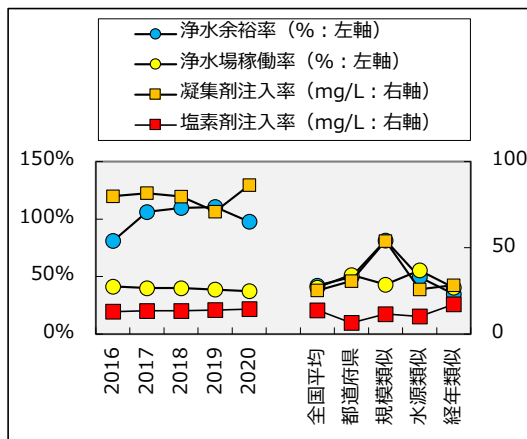 浄水余裕率（%：左軸）
浄水場稼働率（%：左軸）
凝集剤注入率（mg/L：右軸）
塩素剤注入率（mg/L：右軸）
150%
100%
50%
0%
100
50
0
2016
2017
2018
2019
2020
全国平均
都道府県
規模類似
水源類似
経年類似